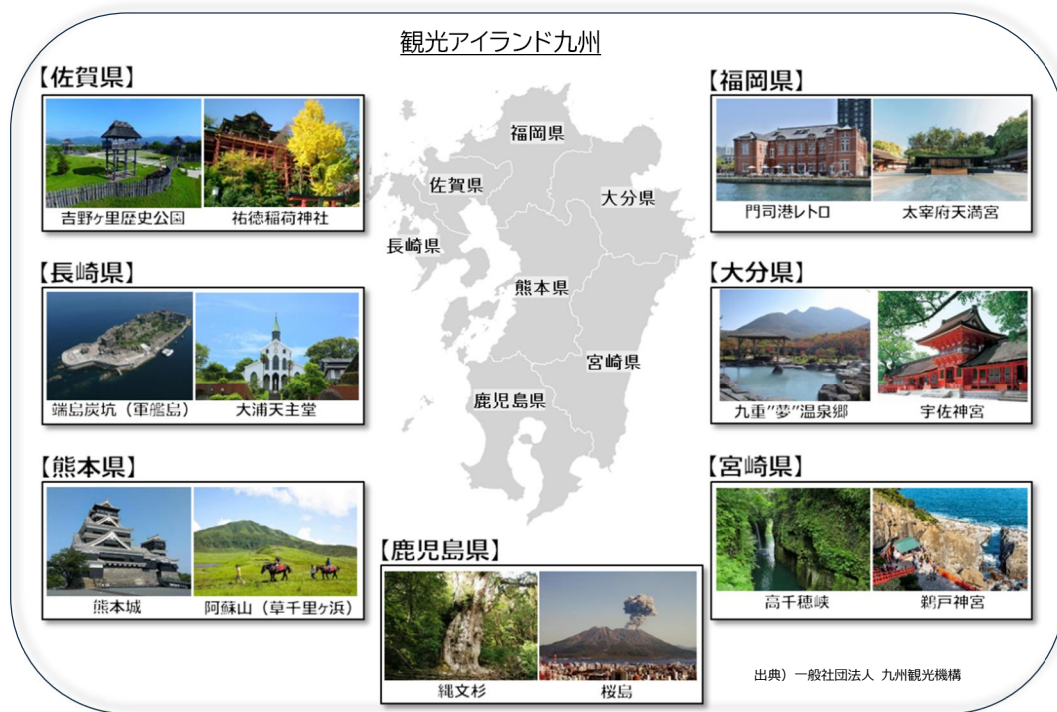 観光アイランド九州
【佐賀県】
吉野ヶ里歴史公園
祐徳稲荷神社
【長崎県】
端島炭坑（軍艦島）
大浦天主堂
【熊本県】
熊本城
阿蘇山（草千里ヶ浜）
福岡県
佐賀県
大分県
長崎県
熊本県
宮崎県
鹿児島県
【鹿児島県】
縄文杉
桜島
【福岡県】
門司港レトロ
太宰府天満宮
【大分県】
九重”夢”温泉郷
宇佐神宮
【宮崎県】
高千穂峡
鵜戸神宮
出典）一般社団法人 九州観光機構